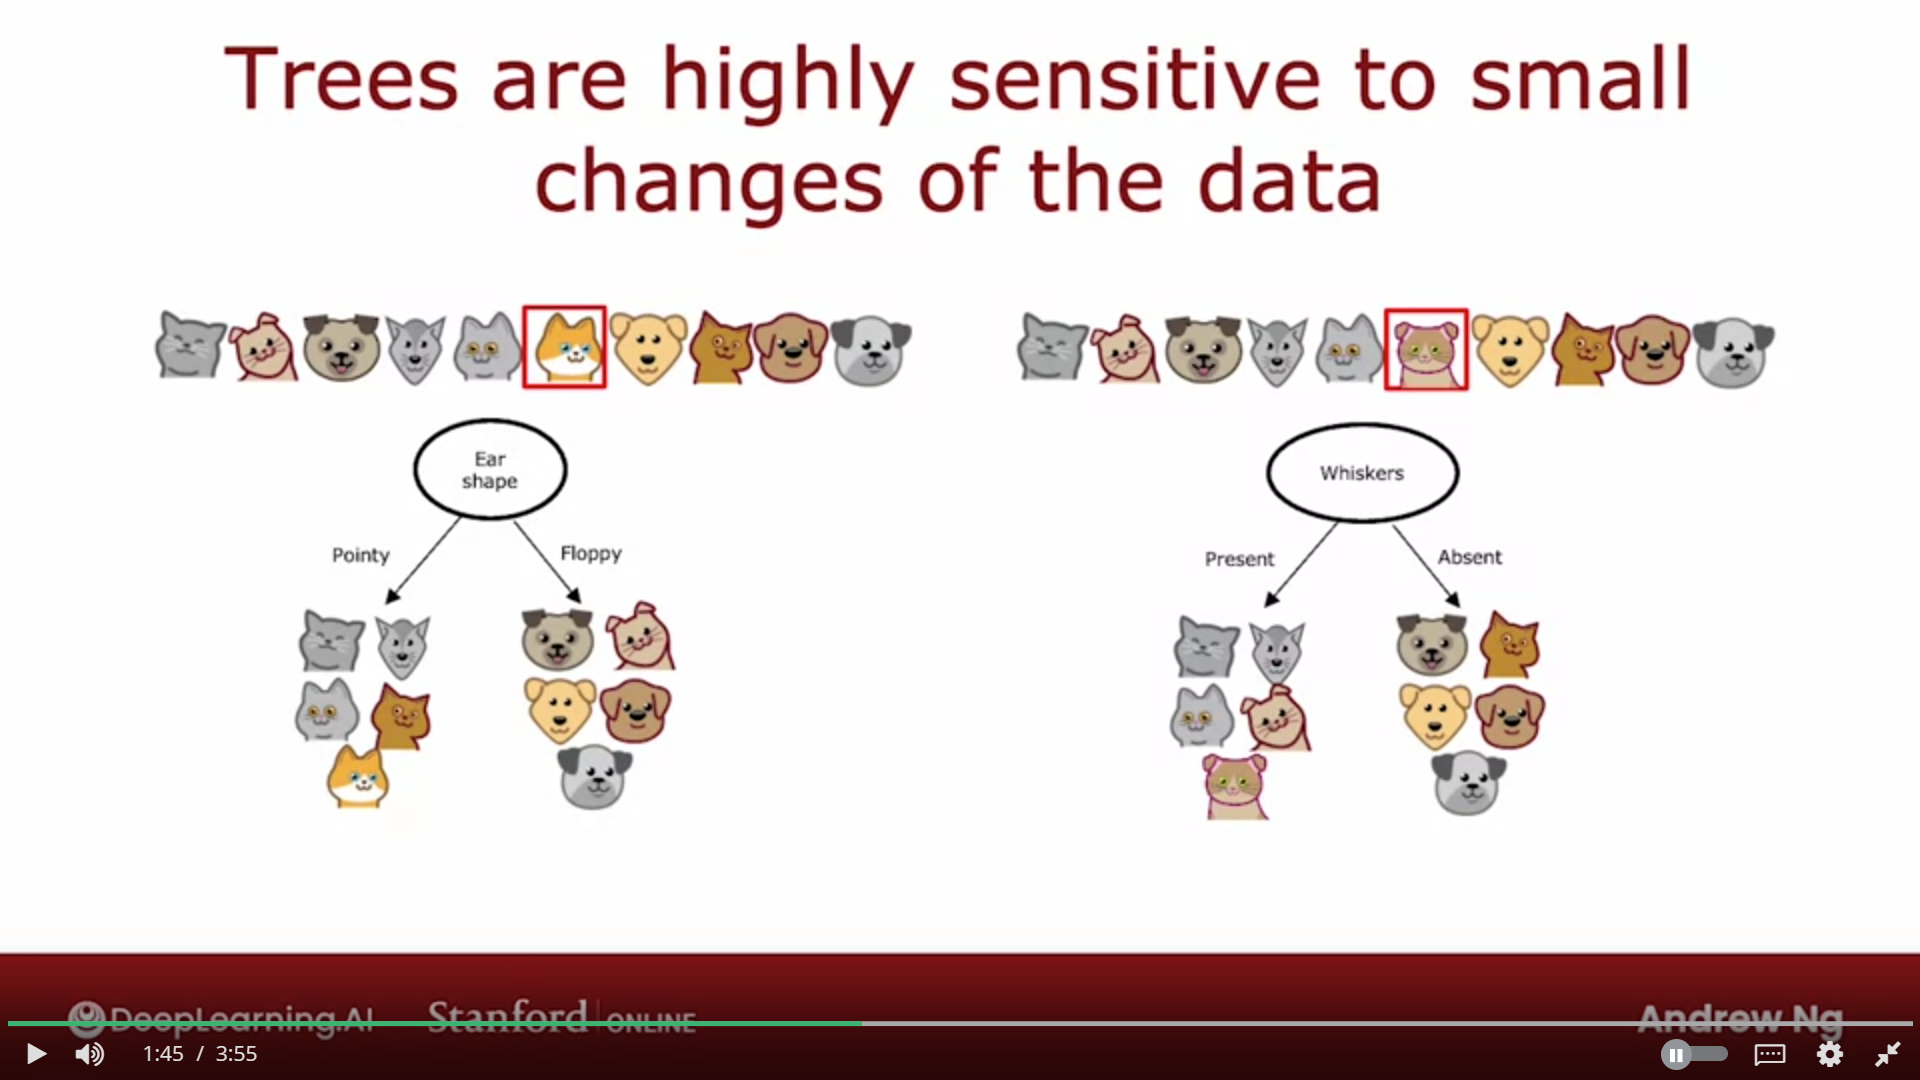 Trees are highly sensitive to small
changes of the data
Ear
shape
Pointy
Floppy
Whiskers
Present
Absent
DeepLearning.AI
Stanford | ONLINE
Andrew Ng
1:45 / 3:55